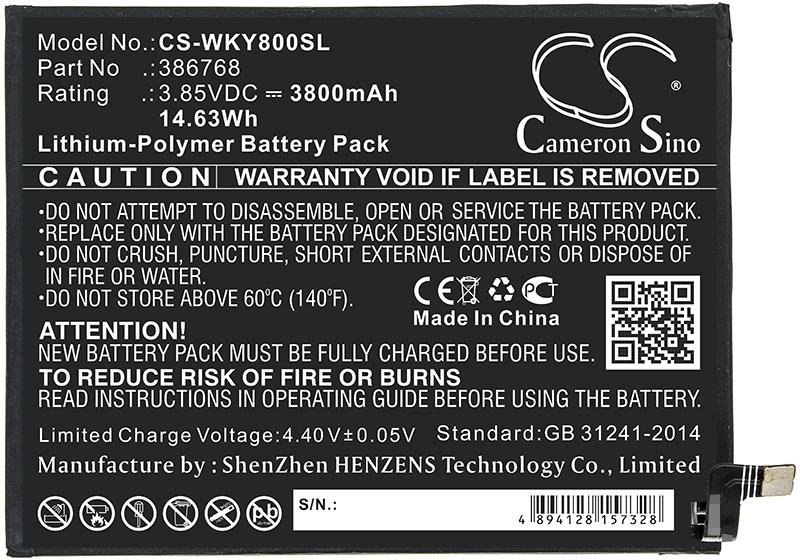 Model No.:CS-WKY800SL
Part No :386768
Rating :3.85VDC ⎓ 3800mAh
14.63Wh
Lithium-Polymer Battery Pack
CS
®
Cameron Sino
CAUTION WARRANTY VOID IF LABEL IS REMOVED
•DO NOT ATTEMPT TO DISASSEMBLE, OPEN OR SERVICE THE BATTERY PACK.
•REPLACE ONLY WITH THE BATTERY PACK DESIGNATED FOR THIS PRODUCT.
•DO NOT CRUSH, PUNCTURE, SHORT EXTERNAL CONTACTS OR DISPOSE OF
IN FIRE OR WATER.
•DO NOT STORE ABOVE 60°C (140°F).
CE PCT
Made In China
ATTENTION!
NEW BATTERY PACK MUST BE FULLY CHARGED BEFORE USE.
TO REDUCE RISK OF FIRE OR BURNS
READ INSTRUCTIONS IN OPERATING GUIDE BEFORE USING THE BATTERY.
Limited Charge Voltage:4.40V±0.05V Standard:GB 31241-2014
Manufacture by : ShenZhen HENZENS Technology Co., Limited
pb
S/N.:
4 894128 157328